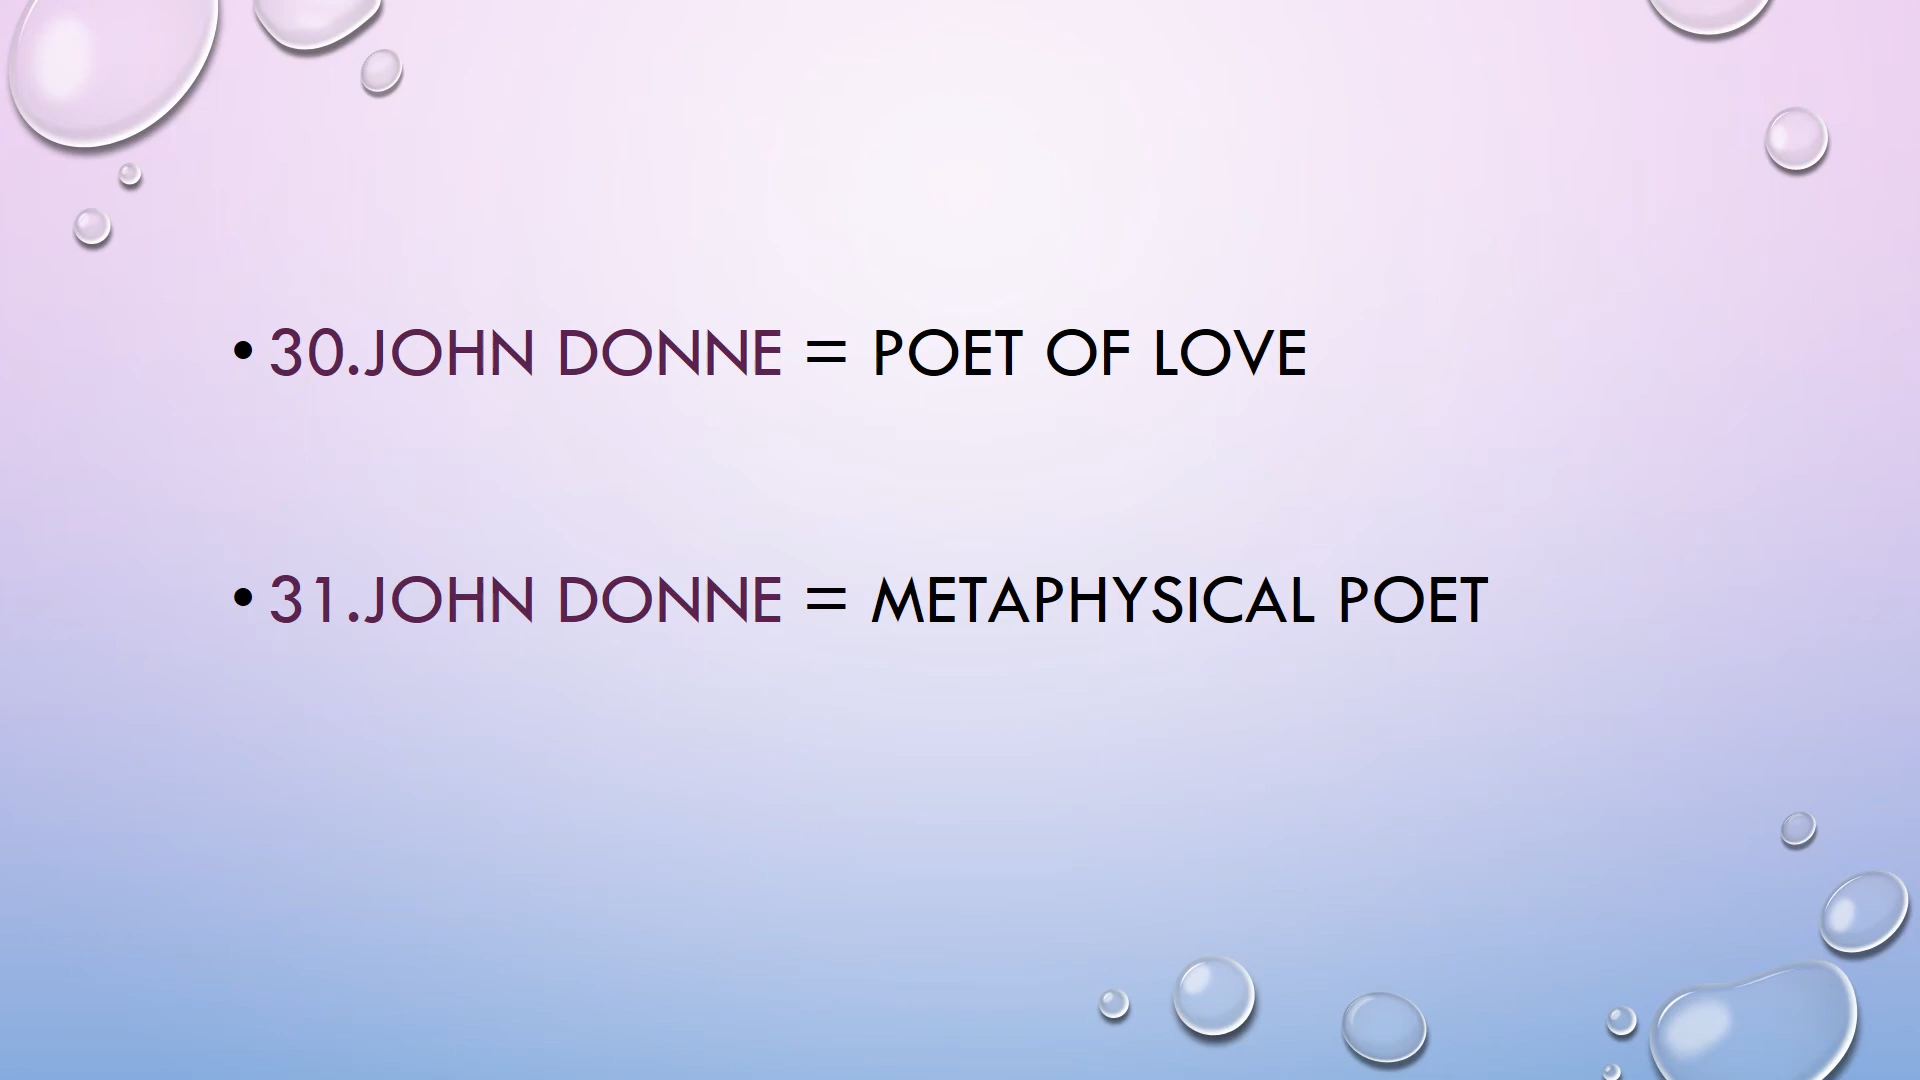 • 30.JOHN DONNE = POET OF LOVE
• 31.JOHN DONNE = METAPHYSICAL POET